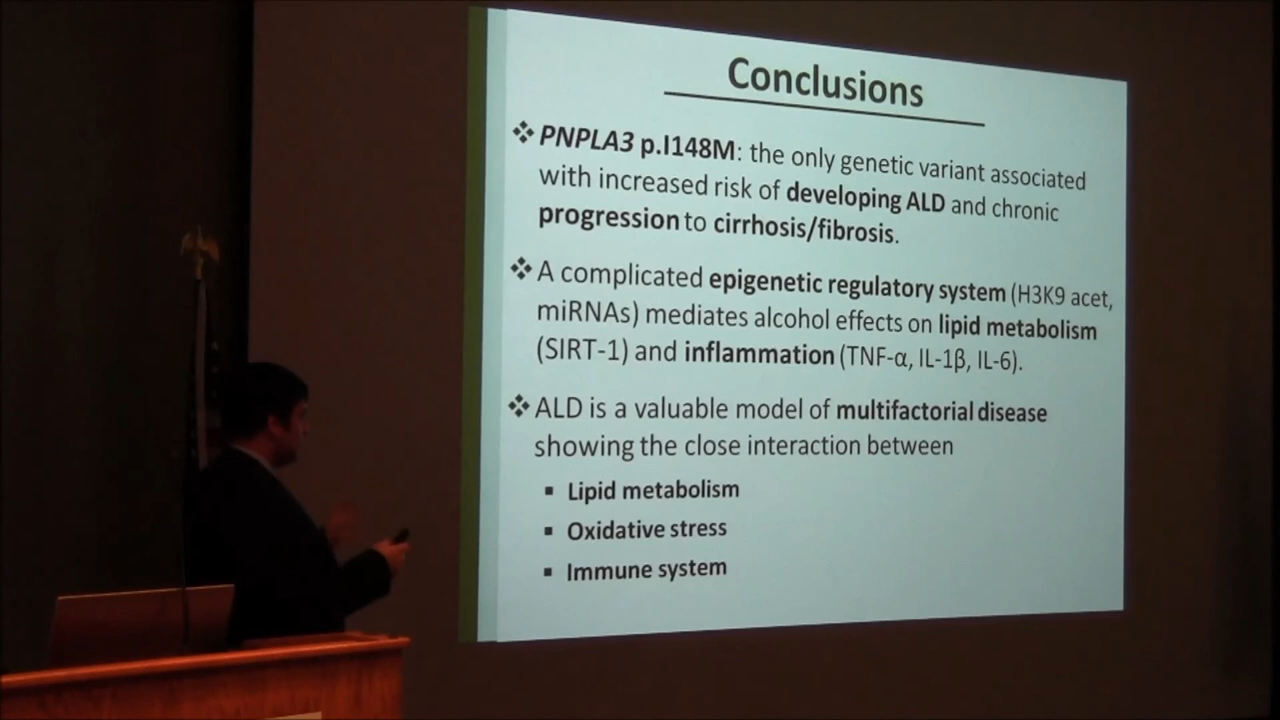 Conclusions
❖ PNPLA3 p.I148M: the only genetic variant associated
with increased risk of developing ALD and chronic
progression to cirrhosis/fibrosis.
❖ A complicated epigenetic regulatory system (H3K9 acet,
miRNAs) mediates alcohol effects on lipid metabolism
(SIRT-1) and inflammation (TNF-α, IL-1β, IL-6).
❖ ALD is a valuable model of multifactorial disease
showing the close interaction between
▪ Lipid metabolism
▪ Oxidative stress
▪ Immune system